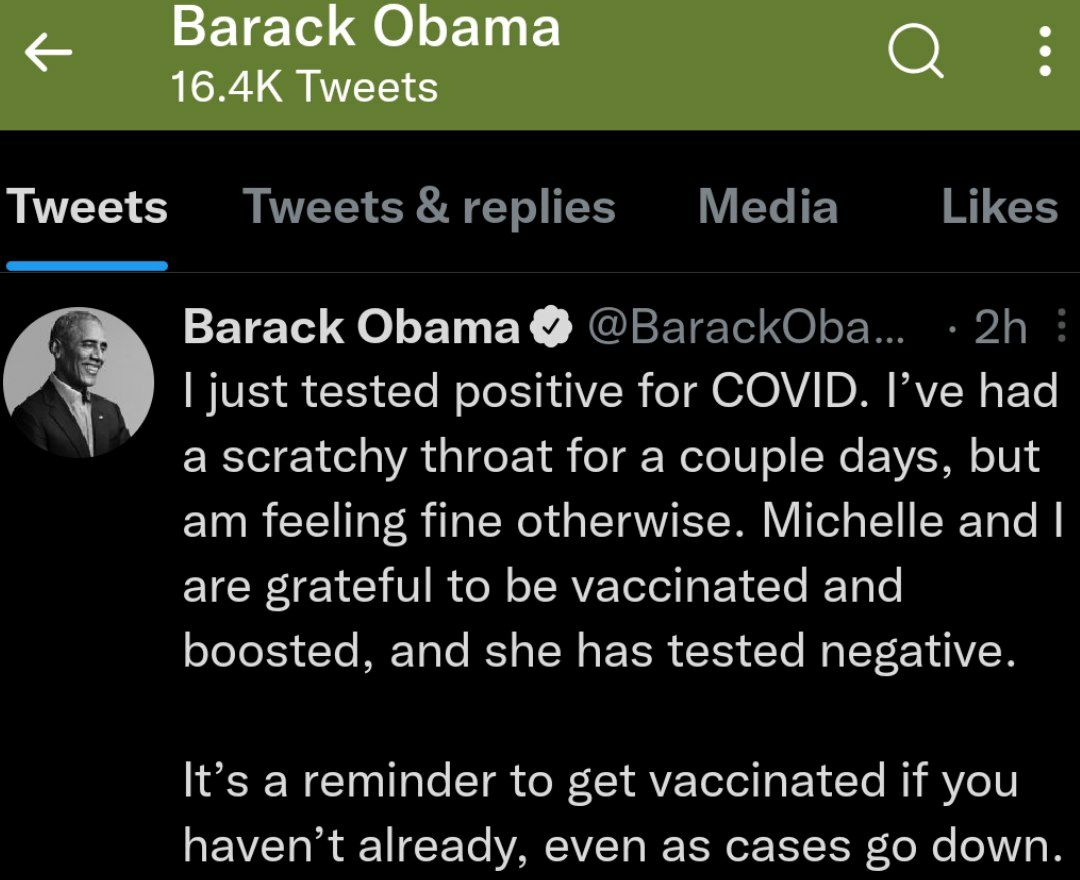 Barack Obama
16.4K Tweets
Tweets Tweets & replies Media Likes
Barack Obama @BarackOba... · 2h
I just tested positive for COVID. I’ve had
a scratchy throat for a couple days, but
am feeling fine otherwise. Michelle and I
are grateful to be vaccinated and
boosted, and she has tested negative.
It’s a reminder to get vaccinated if you
haven’t already, even as cases go down.